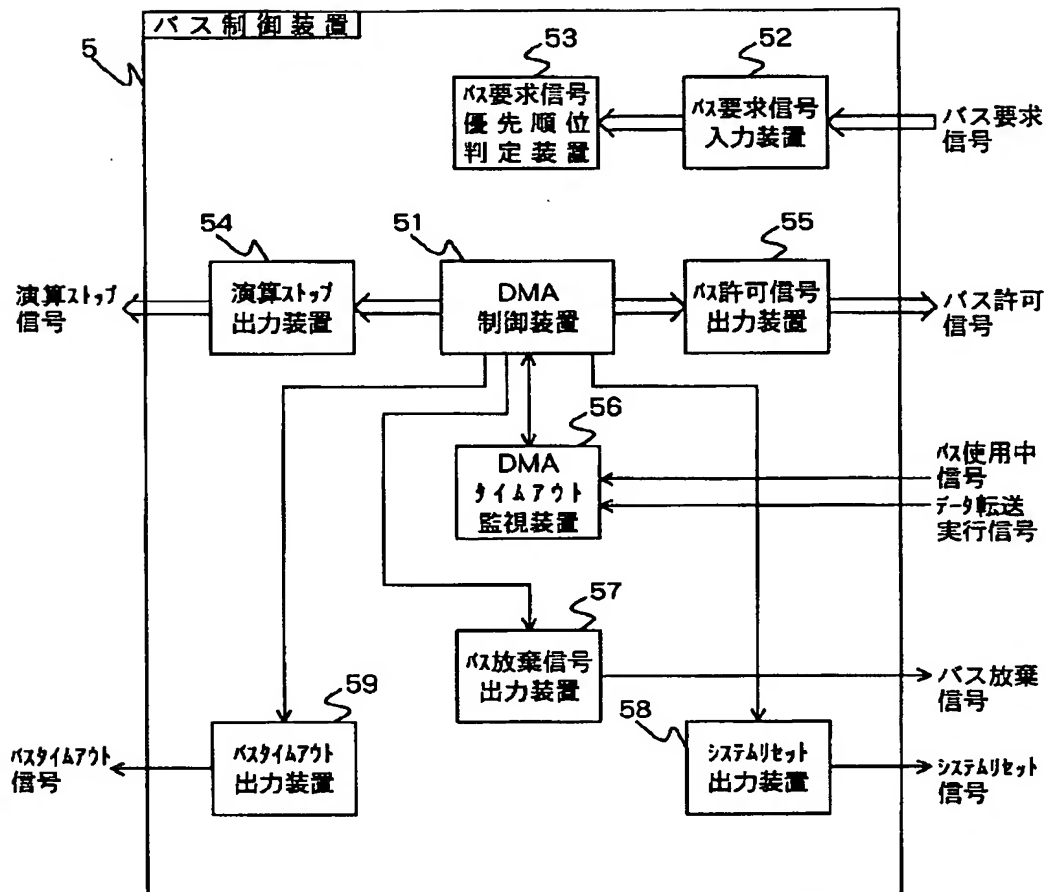 バス制御装置
5
53
52
バス要求信号
優先順位
判定装置
バス要求信号
入力装置
バス要求
信号
54
51
55
演算ストップ
信号
演算ストップ
出力装置
DMA
制御装置
バス許可信号
出力装置
バス許可
信号
56
DMA
タイムアウト
監視装置
バス使用中
信号
データ転送
実行信号
57
バス放棄信号
出力装置
バス放棄
信号
59
58
バスタイムアウト
信号
バスタイムアウト
出力装置
システムリセット
出力装置
システムリセット
信号